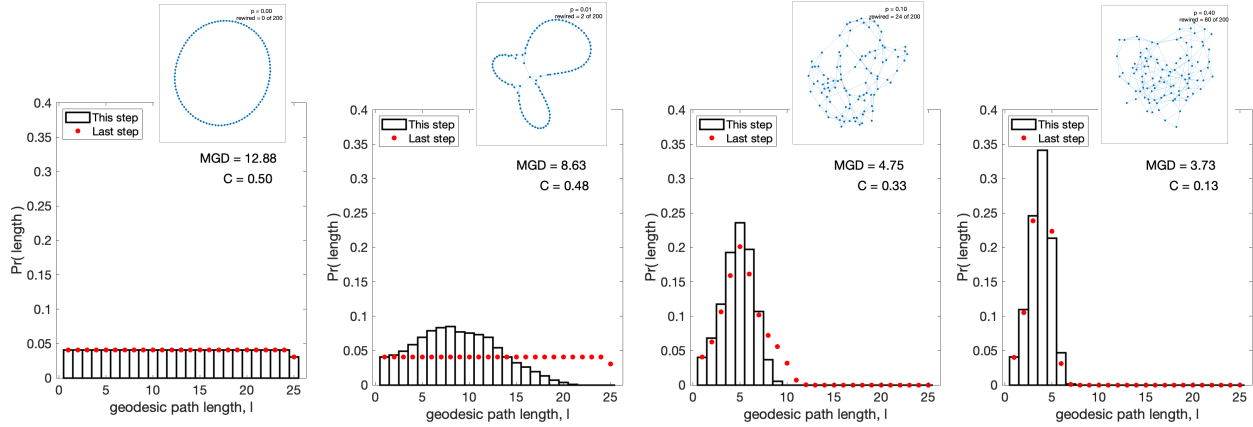 p = 0.00
rewired = 0 of 200
This step
Last step
MGD = 12.88
C = 0.50
0.4
0.35
0.3
0.25
0.2
0.15
0.1
0.05
0
Pr( length )
0 5 10 15 20 25
geodesic path length, l
p = 0.01
rewired = 2 of 200
This step
Last step
MGD = 8.63
C = 0.48
0.4
0.35
0.3
0.25
0.2
0.15
0.1
0.05
0
Pr( length )
0 5 10 15 20 25
geodesic path length, l
p = 0.10
rewired = 24 of 200
This step
Last step
MGD = 4.75
C = 0.33
0.4
0.35
0.3
0.25
0.2
0.15
0.1
0.05
0
Pr( length )
0 5 10 15 20 25
geodesic path length, l
p = 0.40
rewired = 80 of 200
This step
Last step
MGD = 3.73
C = 0.13
0.4
0.35
0.3
0.25
0.2
0.15
0.1
0.05
0
Pr( length )
0 5 10 15 20 25
geodesic path length, l